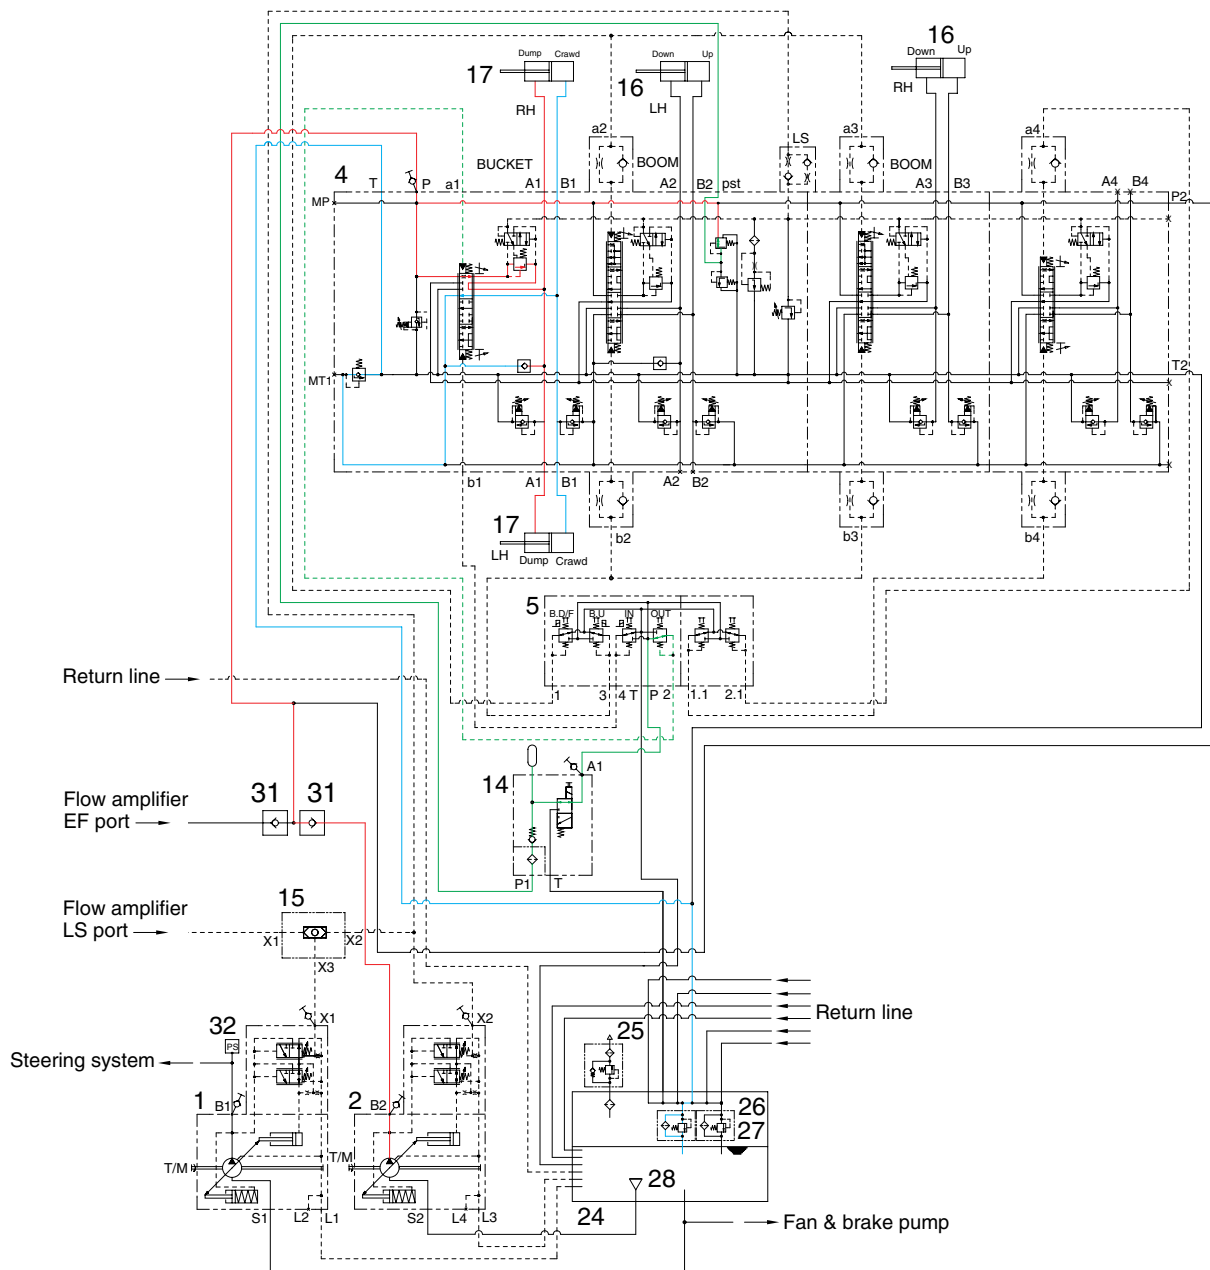 17
Dump Crawd
RH
16
Down Up
LH
16
Down Up
RH
BUCKET
a2
BOOM
LS
a3
BOOM
a4
4
T P a1 A1 B1 A2 B2 pst A3 B3 A4 B4
MP P2
MT1 T2
b1 A1 B1 A2 B2
b2 b3 b4
17
LH
Dump Crawd
5
B.D/F B.U IN OUT
1 3 4 T P 2 1.1 2.1
Return line
14
A1
P1 T
31 31
Flow amplifier
EF port
15
Flow amplifier
LS port
X1 X2
X3
32
PS
X1
X2
Steering system
1
B1
2
B2
T/M
T/M
S1 L2 L1
S2 L4 L3
Return line
25
26
27
28
24
Fan & brake pump